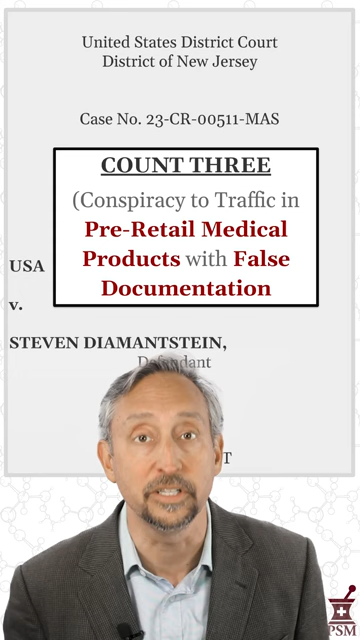 United States District Court
District of New Jersey
Case No. 23-CR-00511-MAS
COUNT THREE
(Conspiracy to Traffic in
Pre-Retail Medical
Products with False
Documentation
USA
v.
STEVEN DIAMANTSTEIN,
Defendant
T
PSM